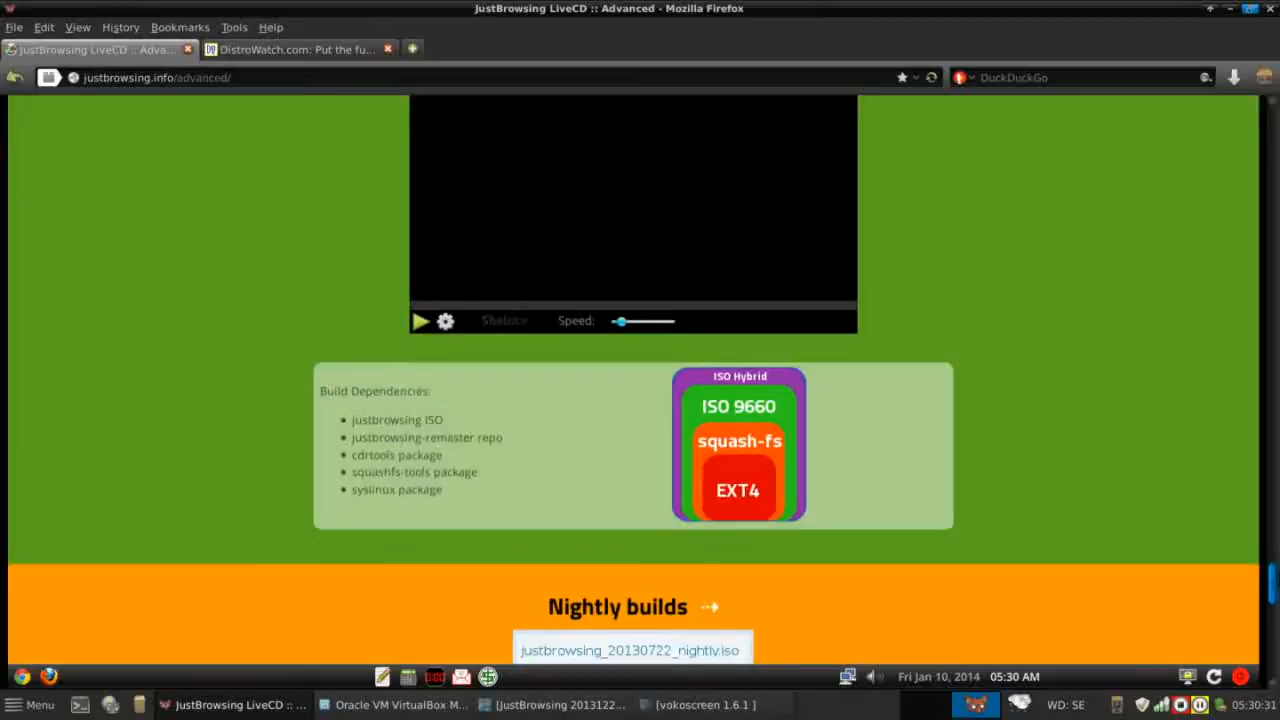 JustBrowsing LiveCD :: Advanced - Mozilla Firefox
File Edit View History Bookmarks Tools Help
JustBrowsing LiveCD :: Adva...
DistroWatch.com: Put the fu...
justbrowsing.info/advanced/
DuckDuckGo
Speed:
Build Dependencies:
justbrowsing ISO
justbrowsing-remaster repo
cdrtools package
squashfs-tools package
syslinux package
ISO Hybrid
ISO 9660
squash-fs
EXT4
Nightly builds
justbrowsing_20130722_nightly.iso
Fri Jan 10, 2014 05:30 AM
Menu
JustBrowsing LiveCD :: ...
Oracle VM VirtualBox M...
[JustBrowsing 20131222...
[vokoscreen 1.6.1 ]
WD: SE
05:30:31